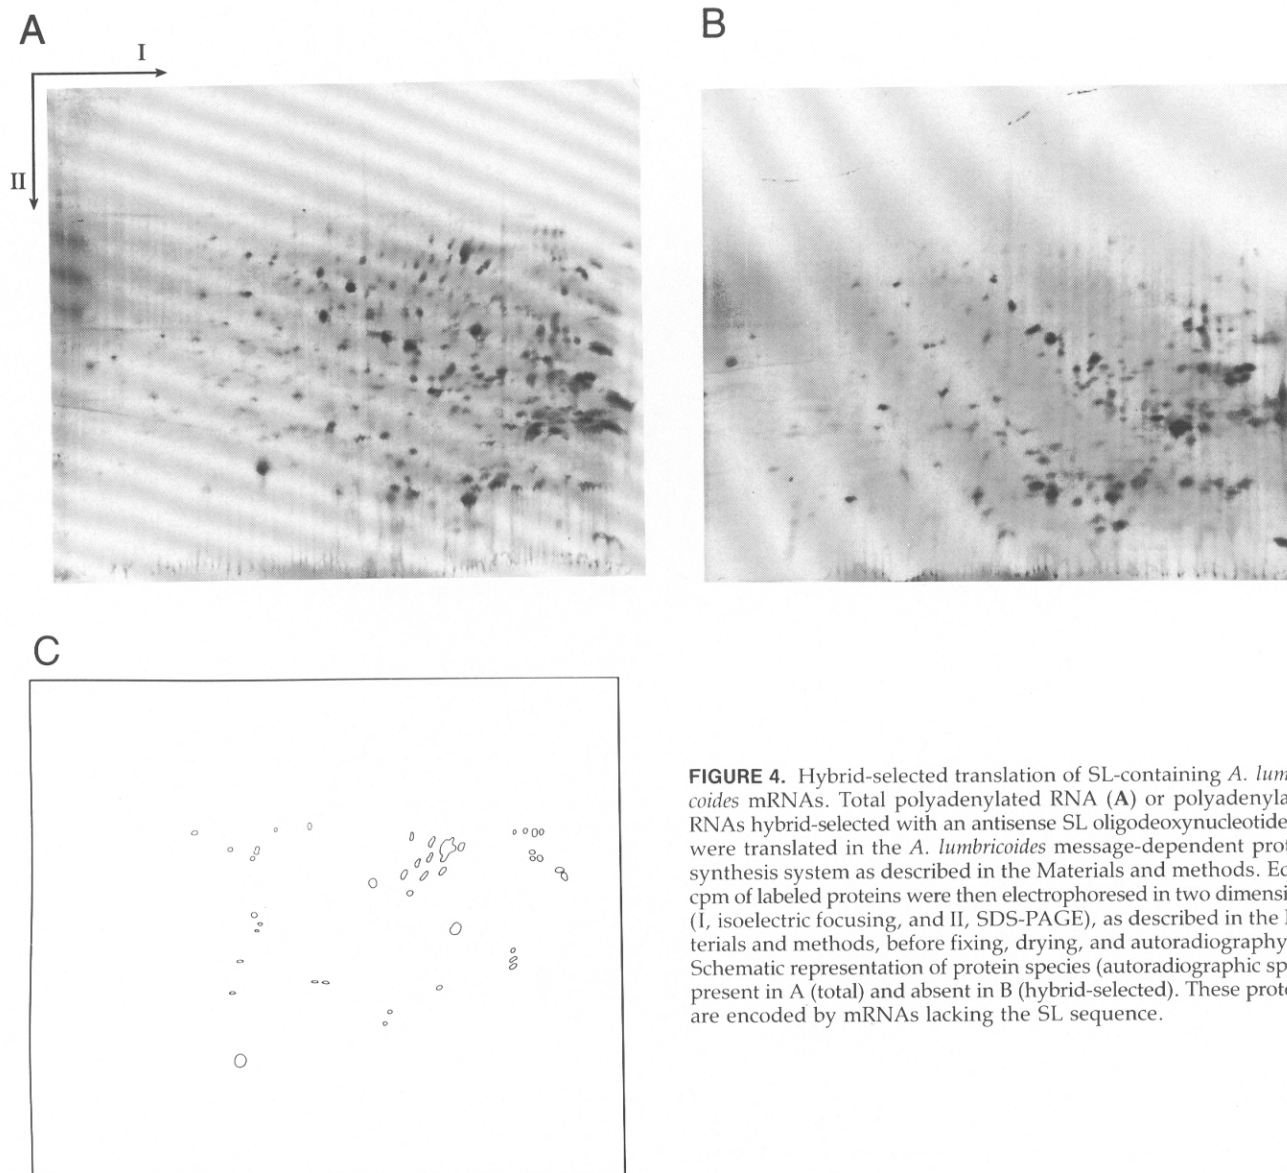 A
B
I
II
C
FIGURE 4. Hybrid-selected translation of SL-containing A. lum
coides mRNAs. Total polyadenylated RNA (A) or polyadenyla
RNAs hybrid-selected with an antisense SL oligodeoxynucleotide
were translated in the A. lumbricoides message-dependent prot
synthesis system as described in the Materials and methods. Eq
cpm of labeled proteins were then electrophoresed in two dimensi
(I, isoelectric focusing, and II, SDS-PAGE), as described in the
terials and methods, before fixing, drying, and autoradiography
Schematic representation of protein species (autoradiographic sp
present in A (total) and absent in B (hybrid-selected). These prote
are encoded by mRNAs lacking the SL sequence.